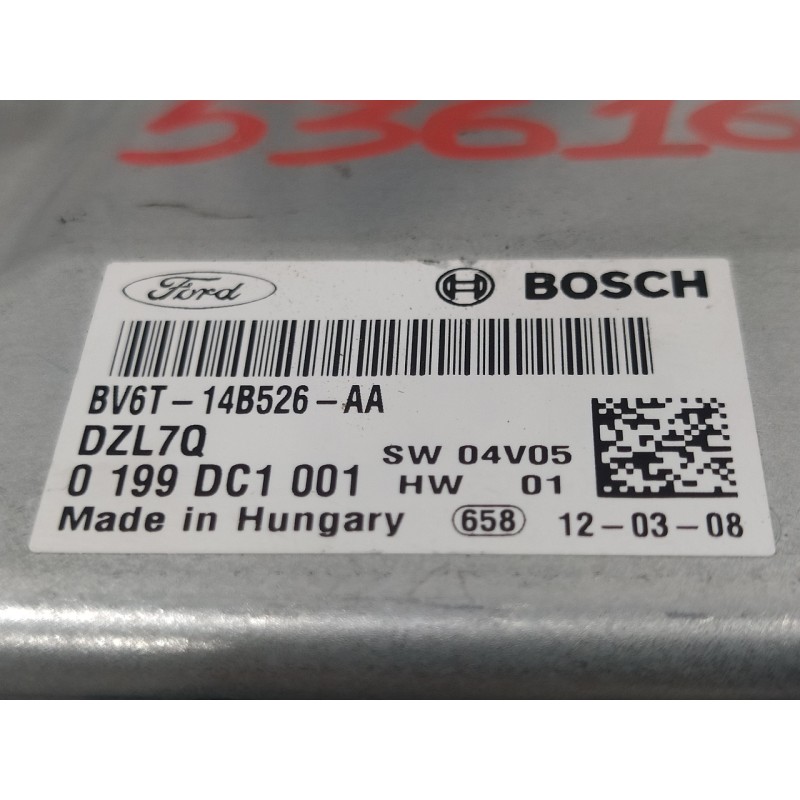 53616
Ford BOSCH
BV6T-14B526-AA
DZL7Q SW 04V05
0 199 DC1 001 HW 01
Made in Hungary 658 12-03-08